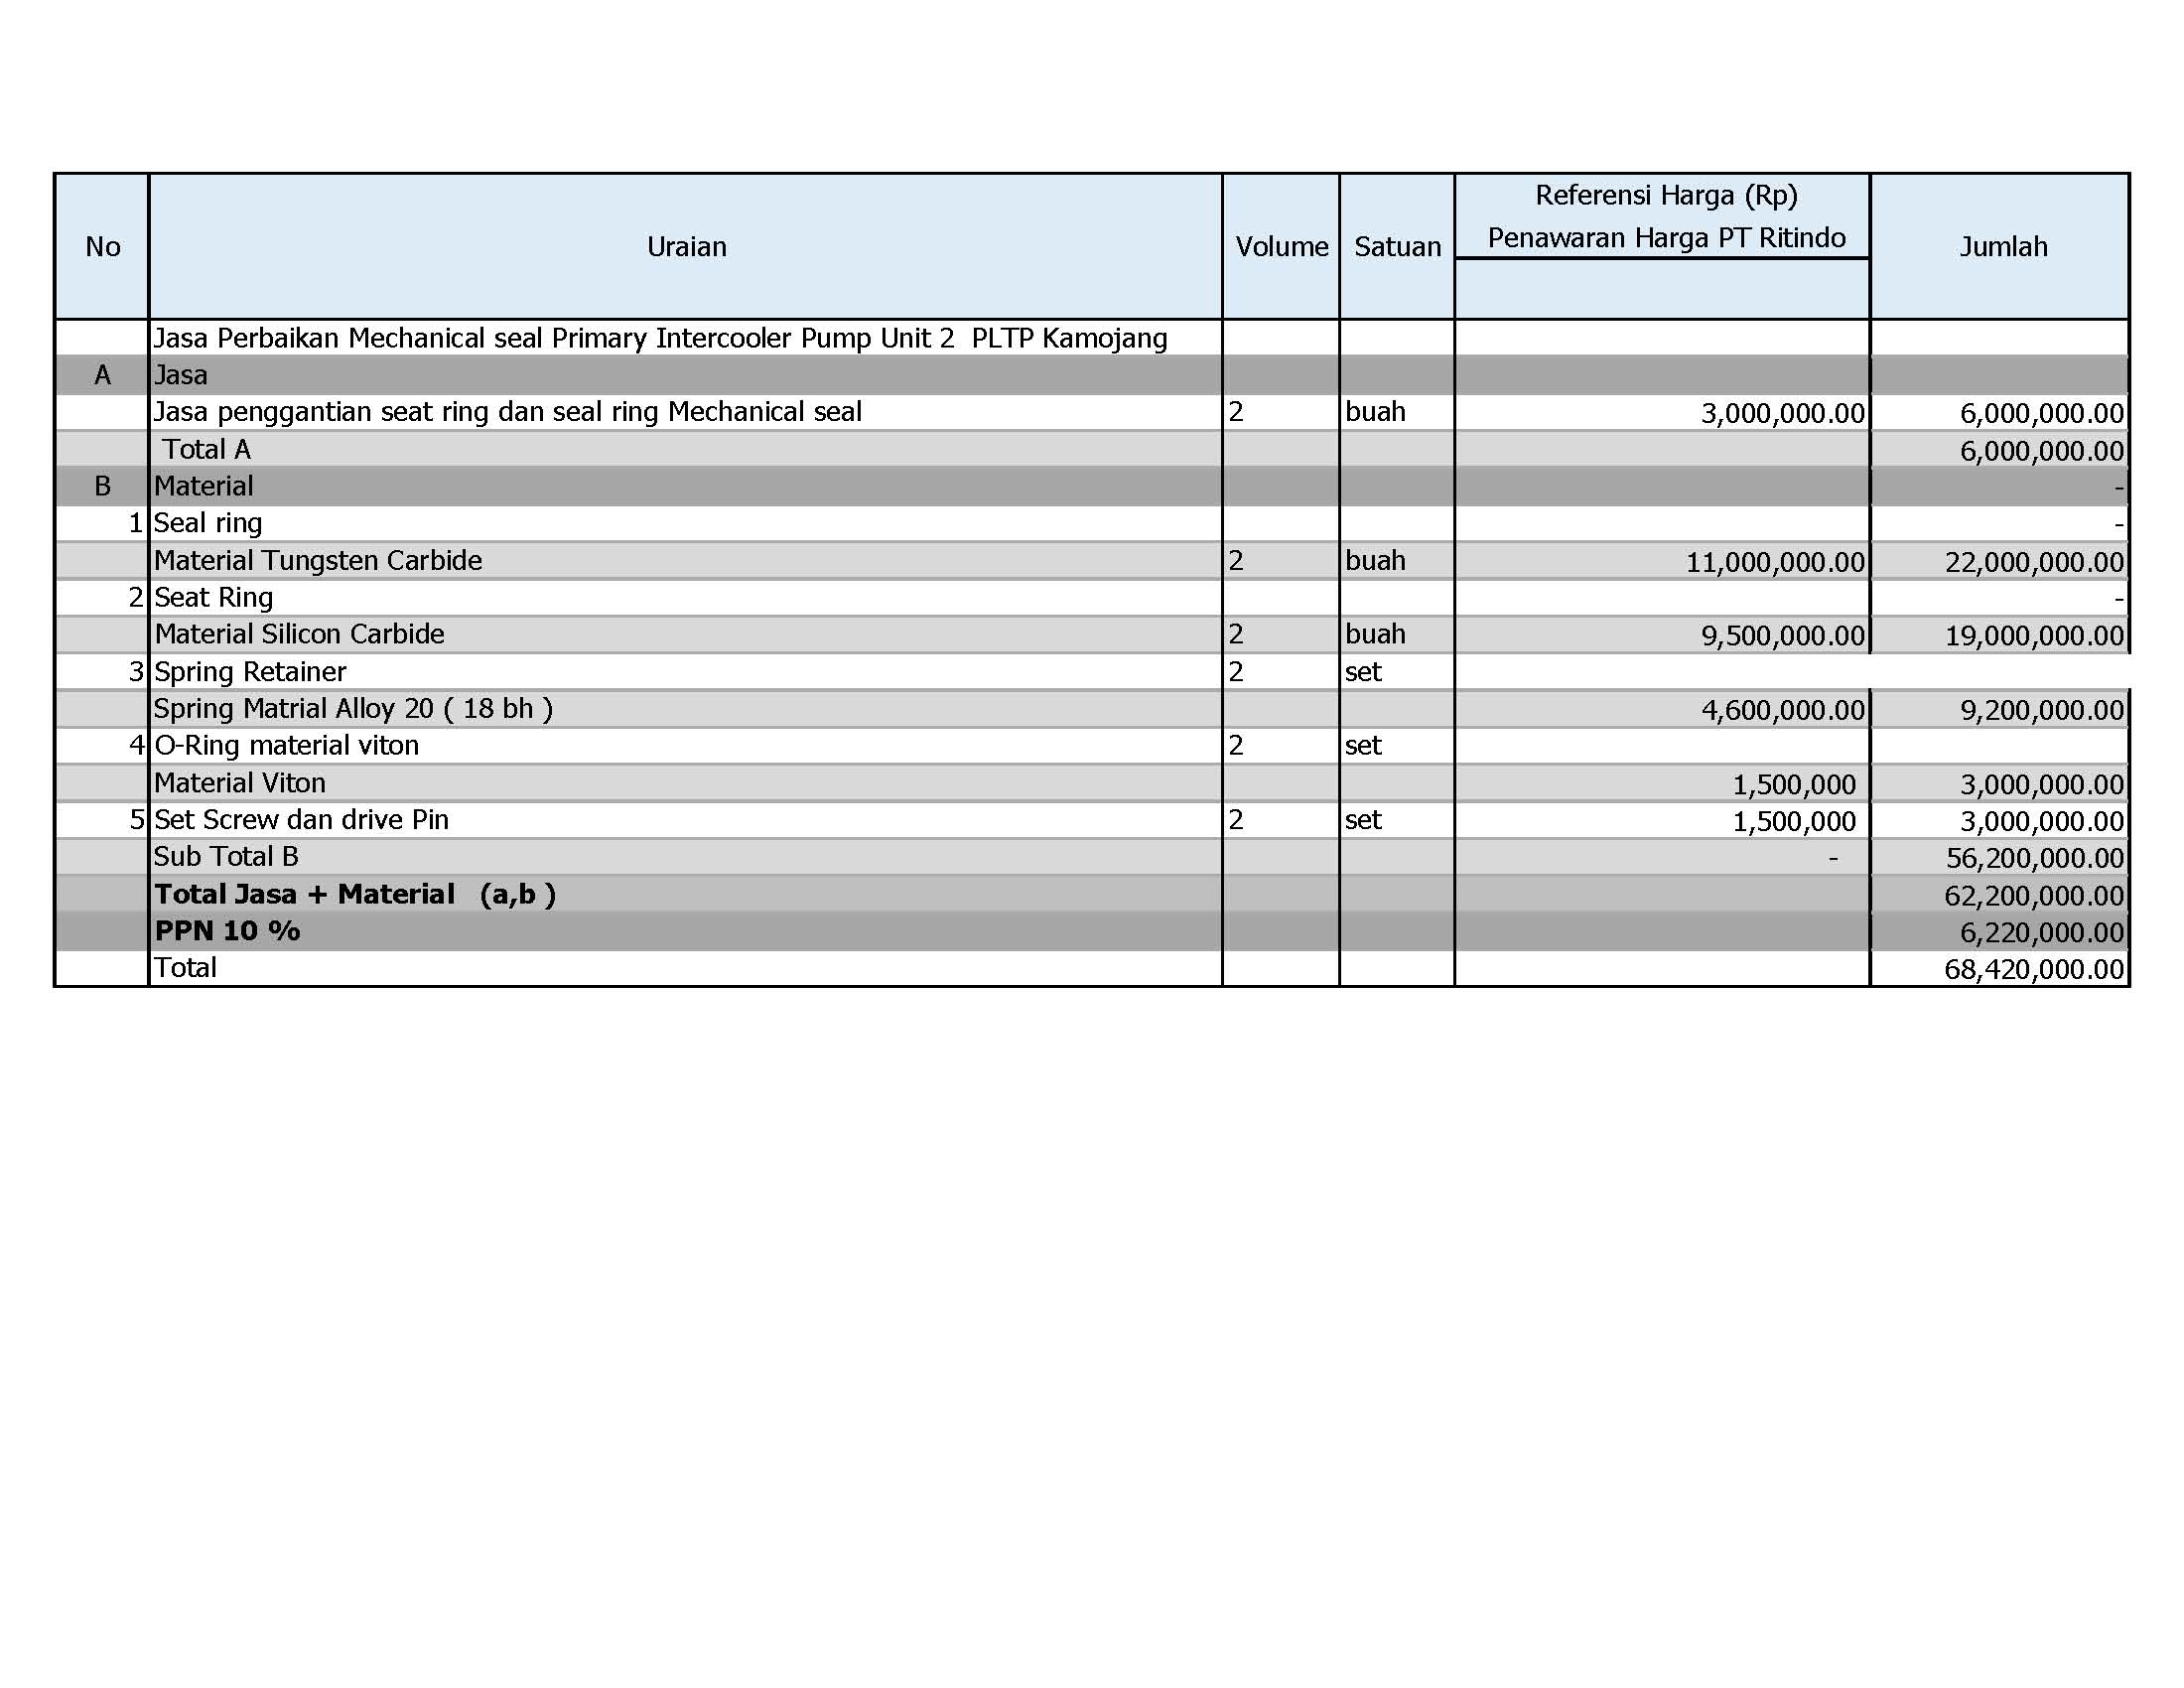 No Uraian Volume Satuan Referensi Harga (Rp) Penawaran Harga PT Ritindo Jumlah
Jasa Perbaikan Mechanical seal Primary Intercooler Pump Unit 2 PLTP Kamojang
A Jasa
Jasa penggantian seat ring dan seal ring Mechanical seal 2 buah 3,000,000.00 6,000,000.00
Total A 6,000,000.00
B Material -
1 Seal ring -
Material Tungsten Carbide 2 buah 11,000,000.00 22,000,000.00
2 Seat Ring -
Material Silicon Carbide 2 buah 9,500,000.00 19,000,000.00
3 Spring Retainer 2 set
Spring Matrial Alloy 20 ( 18 bh ) 4,600,000.00 9,200,000.00
4 O-Ring material viton 2 set
Material Viton 1,500,000 3,000,000.00
5 Set Screw dan drive Pin 2 set 1,500,000 3,000,000.00
Sub Total B - 56,200,000.00
Total Jasa + Material (a,b ) 62,200,000.00
PPN 10 % 6,220,000.00
Total 68,420,000.00